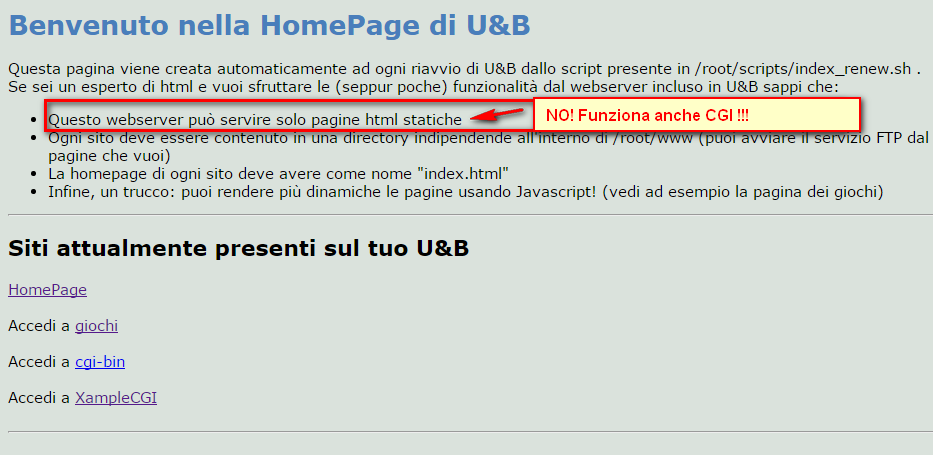 Benvenuto nella HomePage di U&B
Questa pagina viene creata automaticamente ad ogni riavvio di U&B dallo script presente in /root/scripts/index_renew.sh .
Se sei un esperto di html e vuoi sfruttare le (seppur poche) funzionalità dal webserver incluso in U&B sappi che:
Questo webserver può servire solo pagine html statiche
NO! Funziona anche CGI !!!
Ogni sito deve essere contenuto in una directory indipendende all'interno di /root/www (puoi avviare il servizio FTP dal
pagine che vuoi)
La homepage di ogni sito deve avere come nome "index.html"
Infine, un trucco: puoi rendere più dinamiche le pagine usando Javascript! (vedi ad esempio la pagina dei giochi)
Siti attualmente presenti sul tuo U&B
HomePage
Accedi a giochi
Accedi a cgi-bin
Accedi a XampleCGI